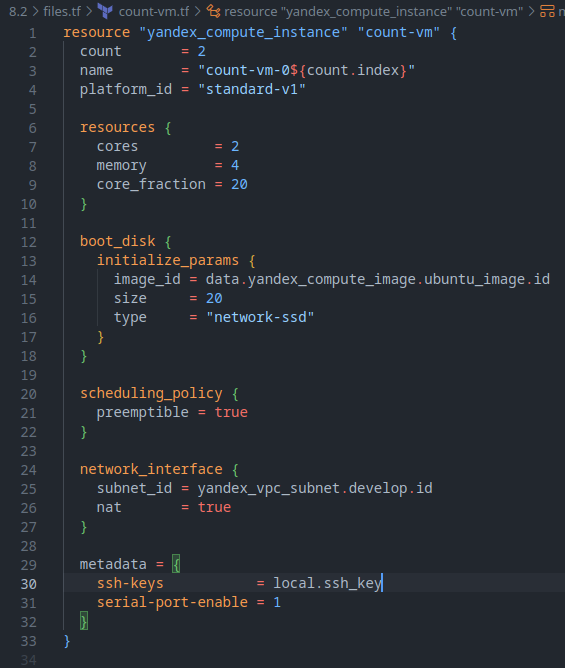 8.2 > files.tf > count-vm.tf > resource "yandex_compute_instance" "count-vm" >
1 resource "yandex_compute_instance" "count-vm" {
2   count       = 2
3   name        = "count-vm-0${count.index}"
4   platform_id = "standard-v1"
5
6   resources {
7     cores         = 2
8     memory        = 4
9     core_fraction = 20
10   }
11
12   boot_disk {
13     initialize_params {
14       image_id = data.yandex_compute_image.ubuntu_image.id
15       size     = 20
16       type     = "network-ssd"
17     }
18   }
19
20   scheduling_policy {
21     preemptible = true
22   }
23
24   network_interface {
25     subnet_id = yandex_vpc_subnet.develop.id
26     nat       = true
27   }
28
29   metadata = {
30     ssh-keys           = local.ssh_key
31     serial-port-enable = 1
32   }
33 }
34